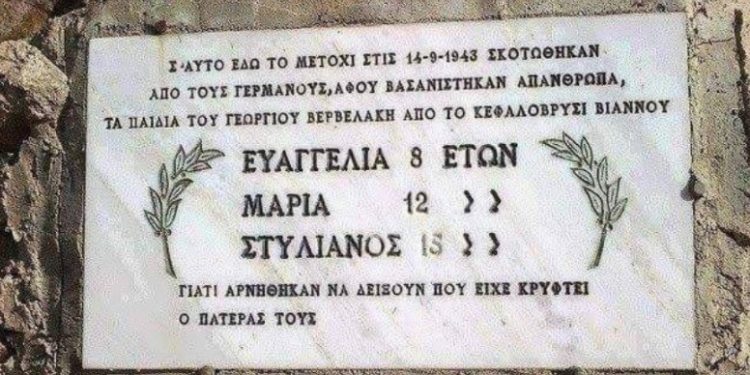 Σ'ΑΥΤΟ ΕΔΩ ΤΟ ΜΕΤΟΧΙ ΣΤΙΣ 14-9-1943 ΣΚΟΤΩΘΗΚΑΝ
ΑΠΟ ΤΟΥΣ ΓΕΡΜΑΝΟΥΣ, ΑΦΟΥ ΒΑΣΑΝΙΣΤΗΚΑΝ ΑΠΑΝΘΡΩΠΑ,
ΤΑ ΠΑΙΔΙΑ ΤΟΥ ΓΕΩΡΓΙΟΥ ΒΕΡΒΕΛΑΚΗ ΑΠΟ ΤΟ ΚΕΦΑΛΟΒΡΥΣΙ ΒΙΑΝΝΟΥ
ΕΥΑΓΓΕΛΙΑ 8 ΕΤΩΝ
ΜΑΡΙΑ 12 》
ΣΤΥΛΙΑΝΟΣ 15 》
ΓΙΑΤΙ ΑΡΝΗΘΗΚΑΝ ΝΑ ΔΕΙΞΟΥΝ ΠΟΥ ΕΙΧΕ ΚΡΥΦΤΕΙ
Ο ΠΑΤΕΡΑΣ ΤΟΥΣ